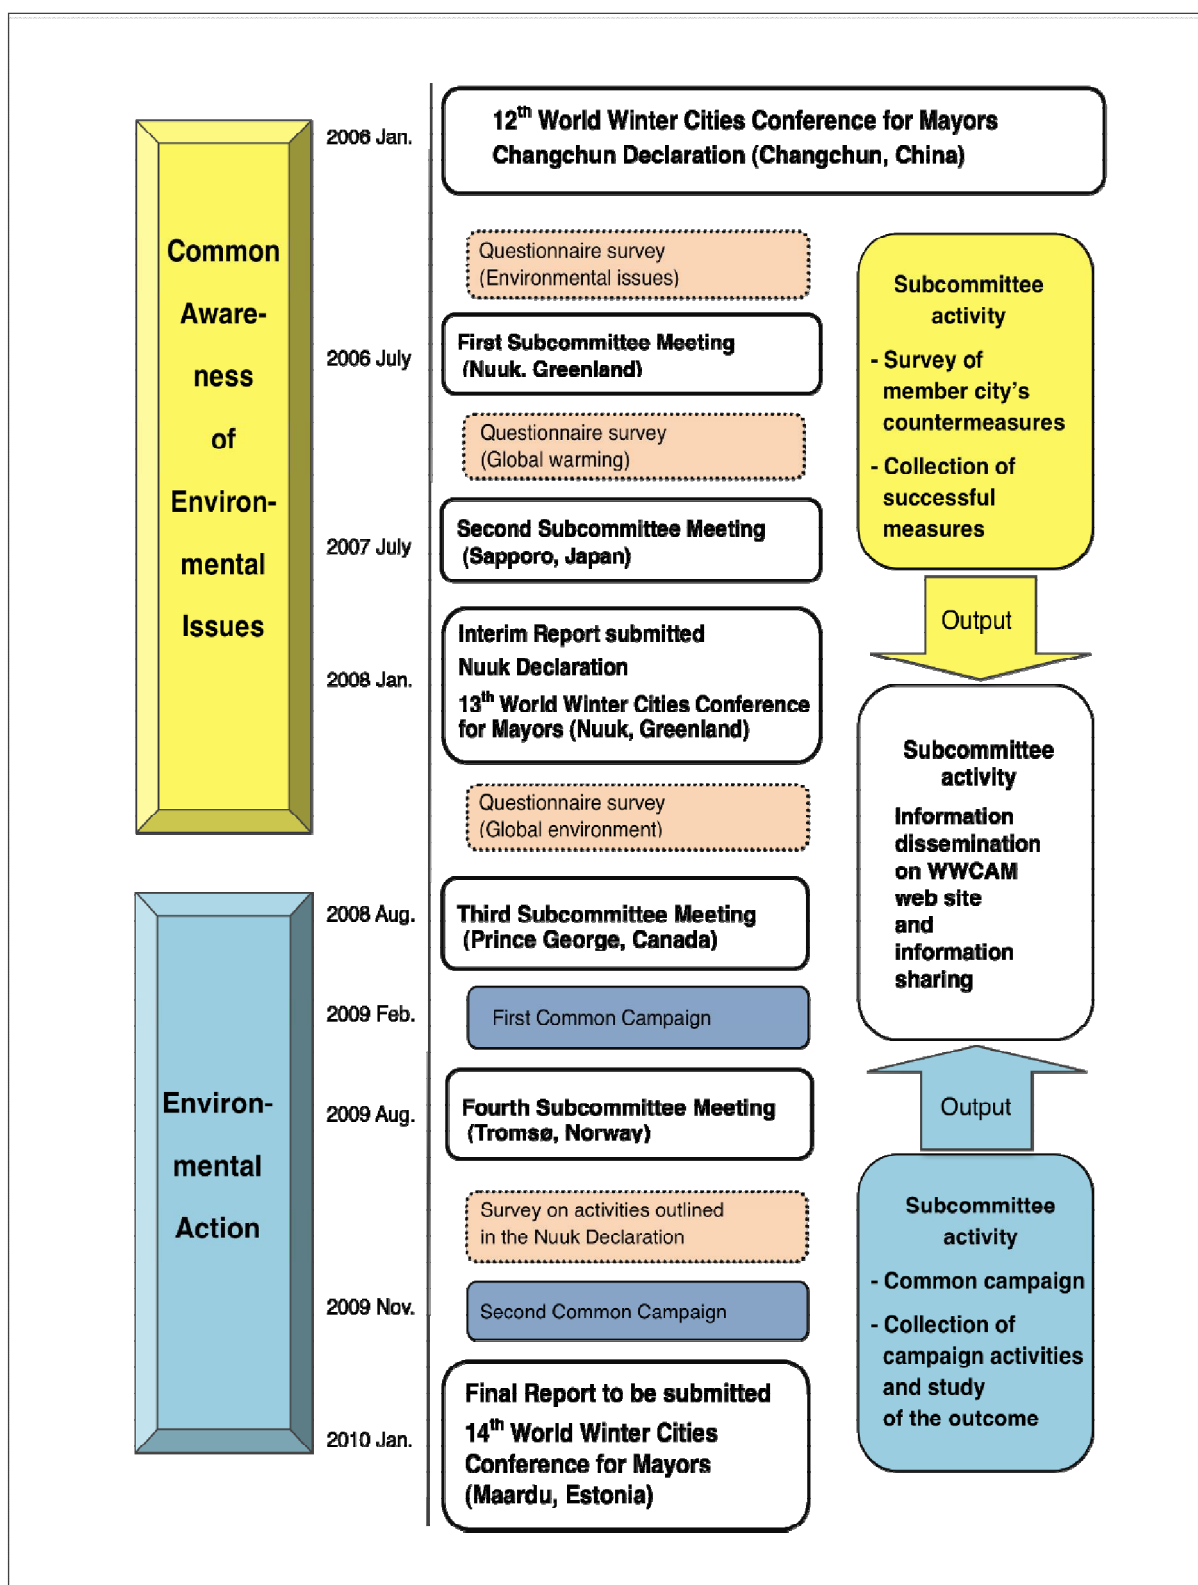 Common
Aware-
ness
of
Environ-
mental
Issues
2006 Jan.
12th World Winter Cities Conference for Mayors
Changchun Declaration (Changchun, China)
Questionnaire survey
(Environmental issues)
2006 July
First Subcommittee Meeting
(Nuuk. Greenland)
Questionnaire survey
(Global warming)
2007 July
Second Subcommittee Meeting
(Sapporo, Japan)
2008 Jan.
Interim Report submitted
Nuuk Declaration
13th World Winter Cities Conference
for Mayors (Nuuk, Greenland)
Questionnaire survey
(Global environment)
Subcommittee
activity
- Survey of
member city's
countermeasures
- Collection of
successful
measures
Output
Subcommittee
activity
Information
dissemination
on WWCAM
web site
and
information
sharing
Environ-
mental
Action
2008 Aug.
Third Subcommittee Meeting
(Prince George, Canada)
2009 Feb.
First Common Campaign
2009 Aug.
Fourth Subcommittee Meeting
(Tromsø, Norway)
Survey on activities outlined
in the Nuuk Declaration
2009 Nov.
Second Common Campaign
2010 Jan.
Final Report to be submitted
14th World Winter Cities
Conference for Mayors
(Maardu, Estonia)
Output
Subcommittee
activity
- Common campaign
- Collection of
campaign activities
and study
of the outcome